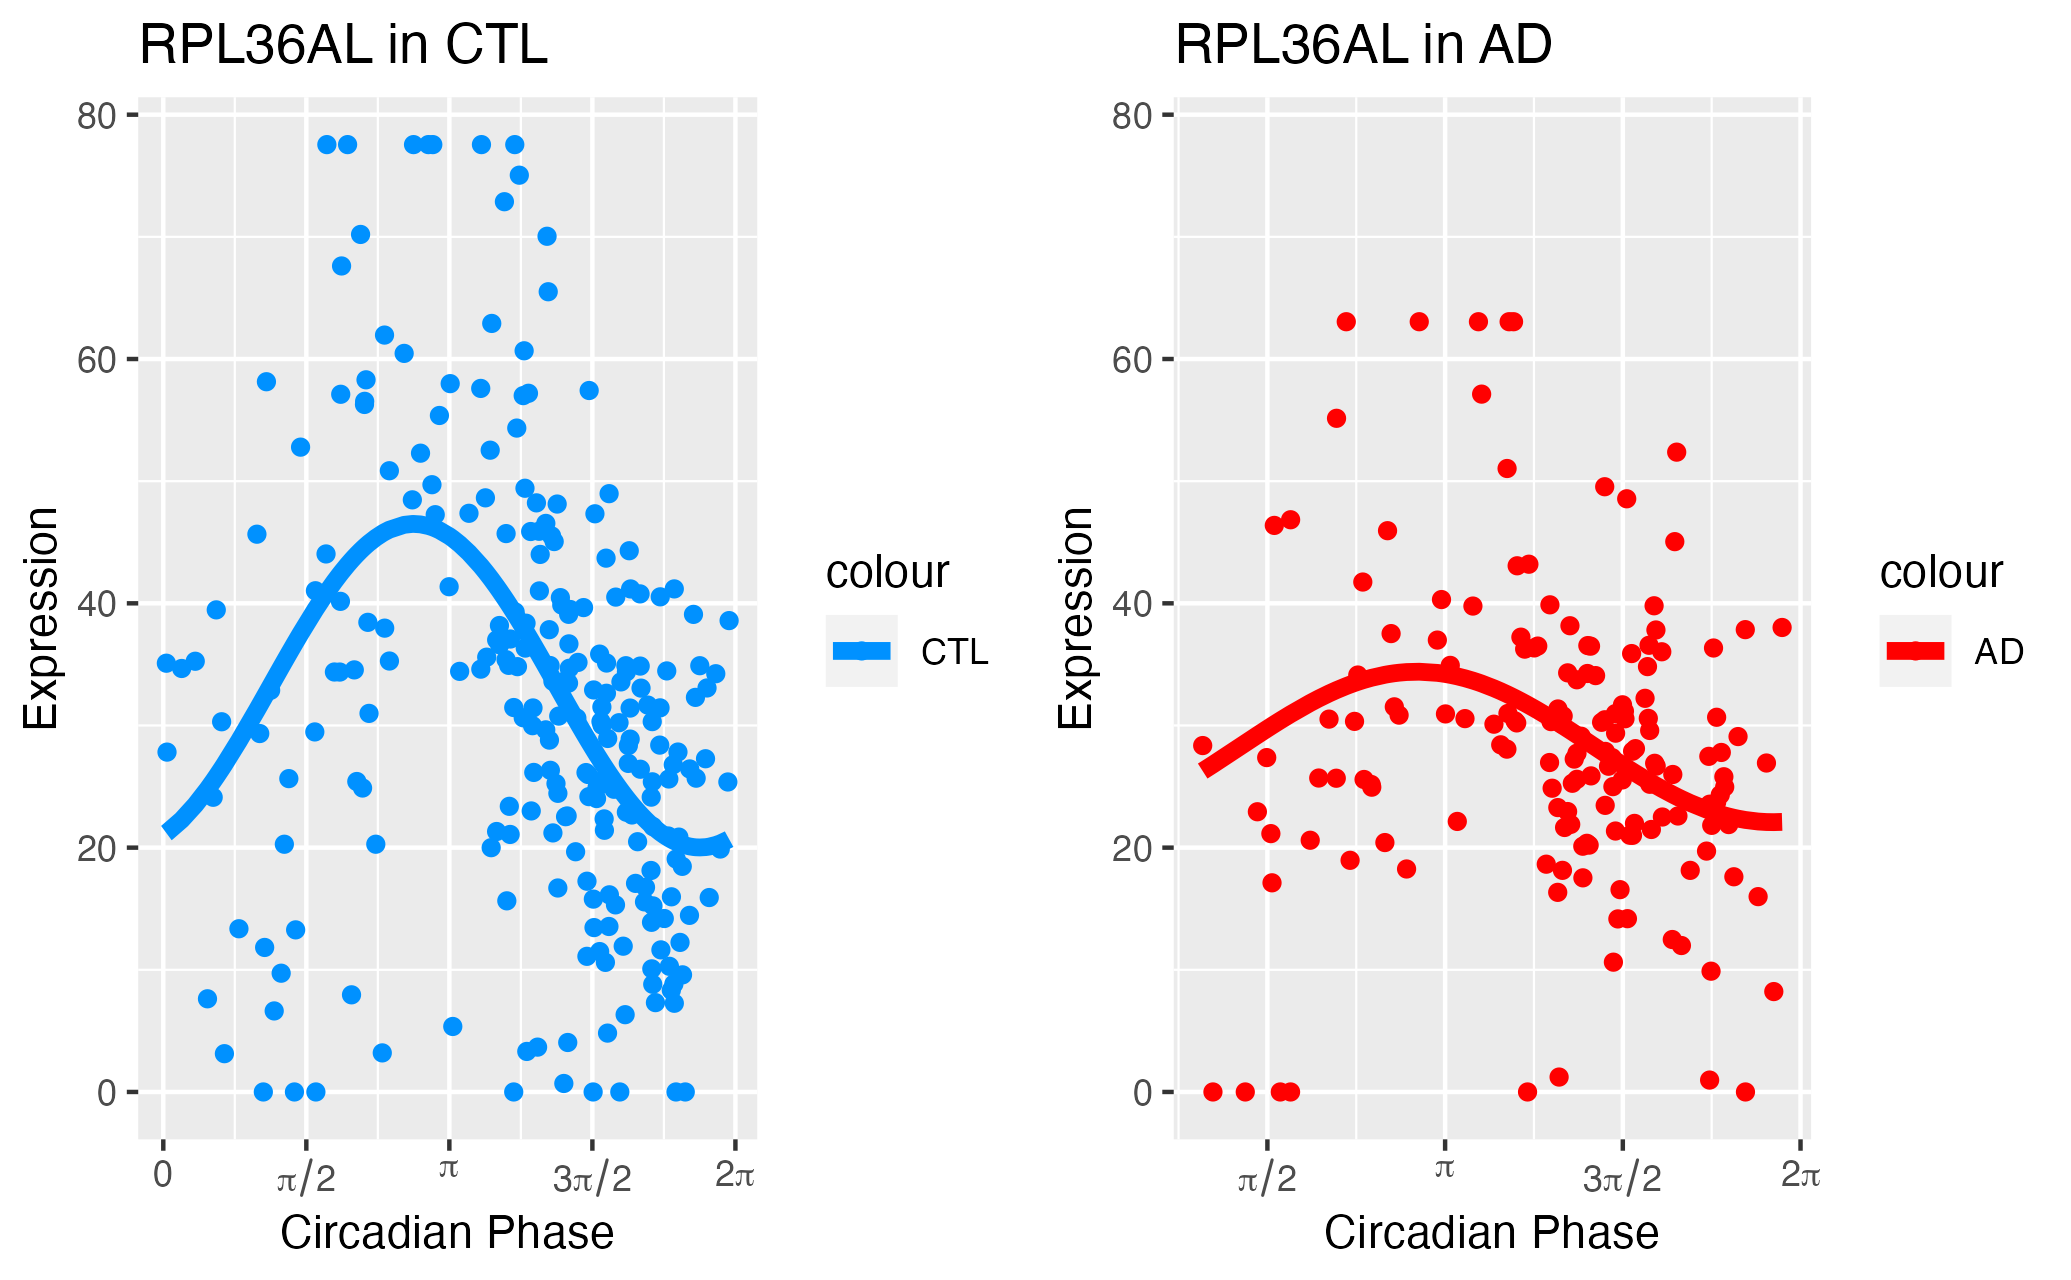 RPL36AL in CTL
80
60
40
20
0
Expression
0
π/2
π
3π/2
2π
Circadian Phase
colour
CTL
RPL36AL in AD
80
60
40
20
0
Expression
π/2
π
3π/2
2π
Circadian Phase
colour
AD